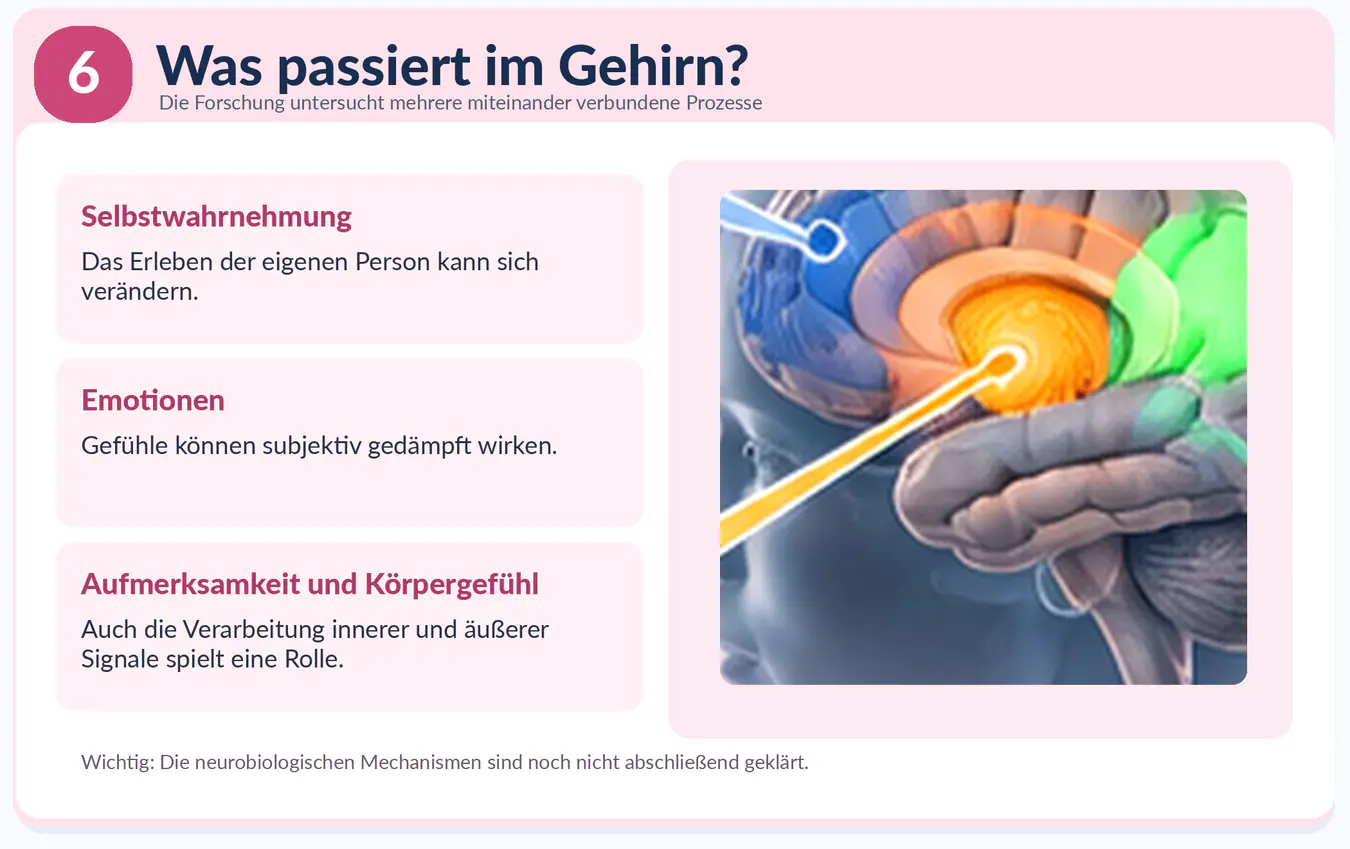 6
Was passiert im Gehirn?
Die Forschung untersucht mehrere miteinander verbundene Prozesse
Selbstwahrnehmung
Das Erleben der eigenen Person kann sich
verändern.
Emotionen
Gefühle können subjektiv gedämpft wirken.
Aufmerksamkeit und Körpergefühl
Auch die Verarbeitung innerer und äußerer
Signale spielt eine Rolle.
Wichtig: Die neurobiologischen Mechanismen sind noch nicht abschließend geklärt.